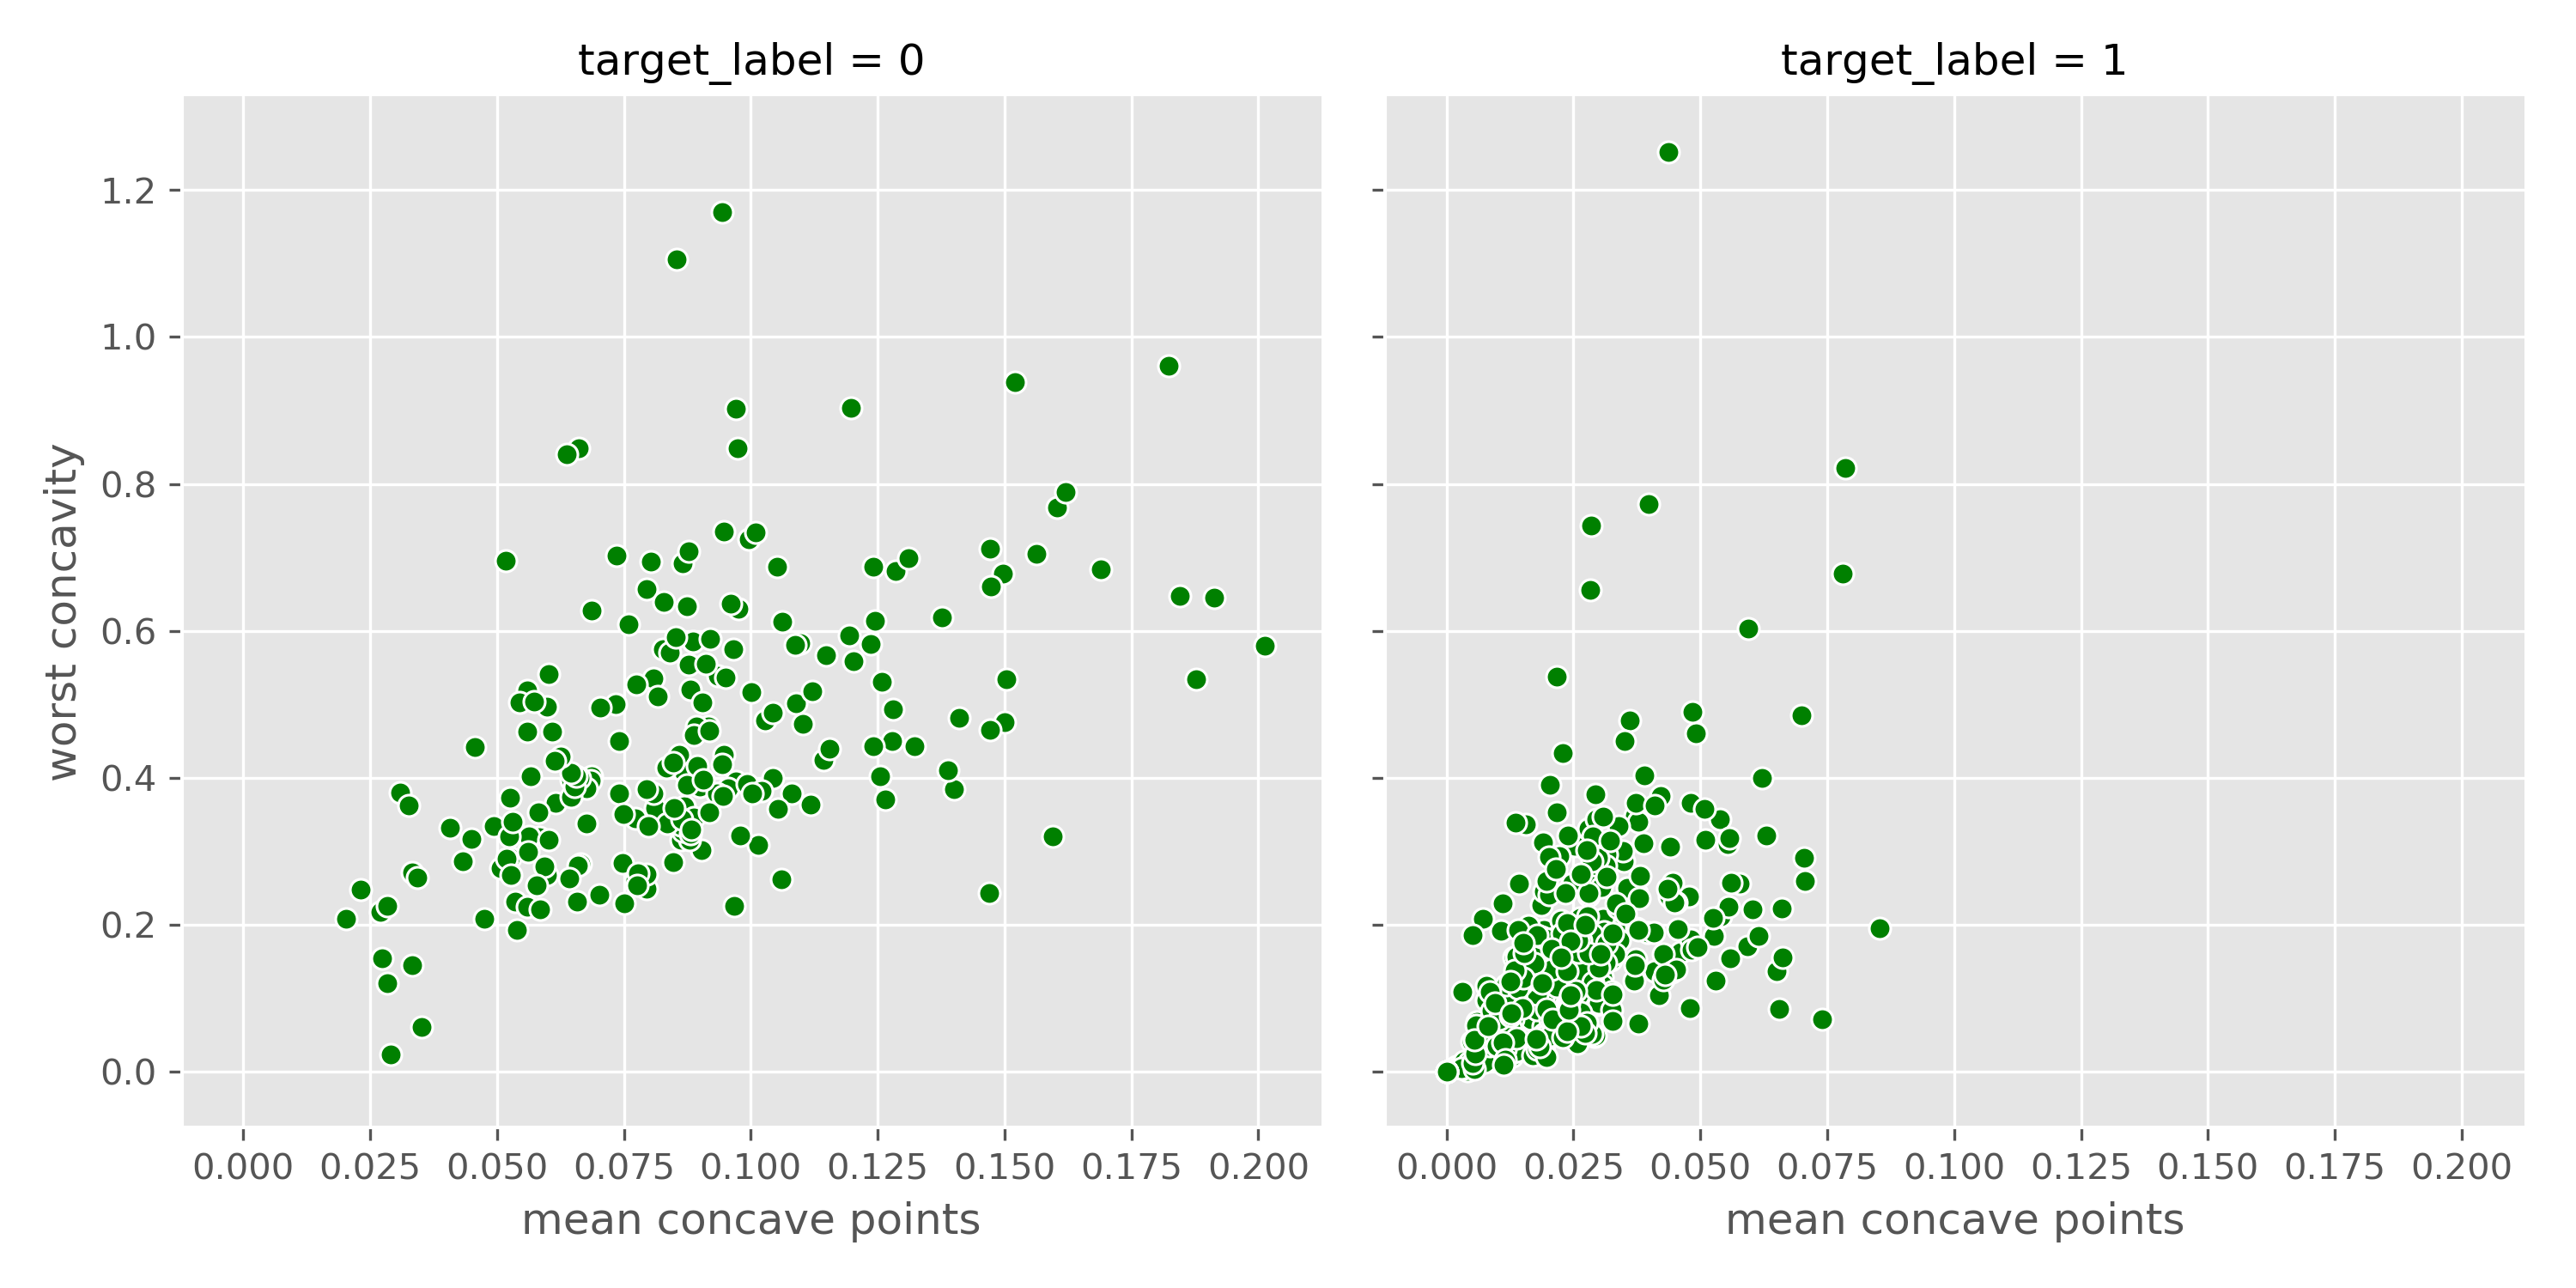 target_label = 0
target_label = 1
worst concavity
1.2
1.0
0.8
0.6
0.4
0.2
0.0
0.000 0.025 0.050 0.075 0.100 0.125 0.150 0.175 0.200
0.000 0.025 0.050 0.075 0.100 0.125 0.150 0.175 0.200
mean concave points
mean concave points